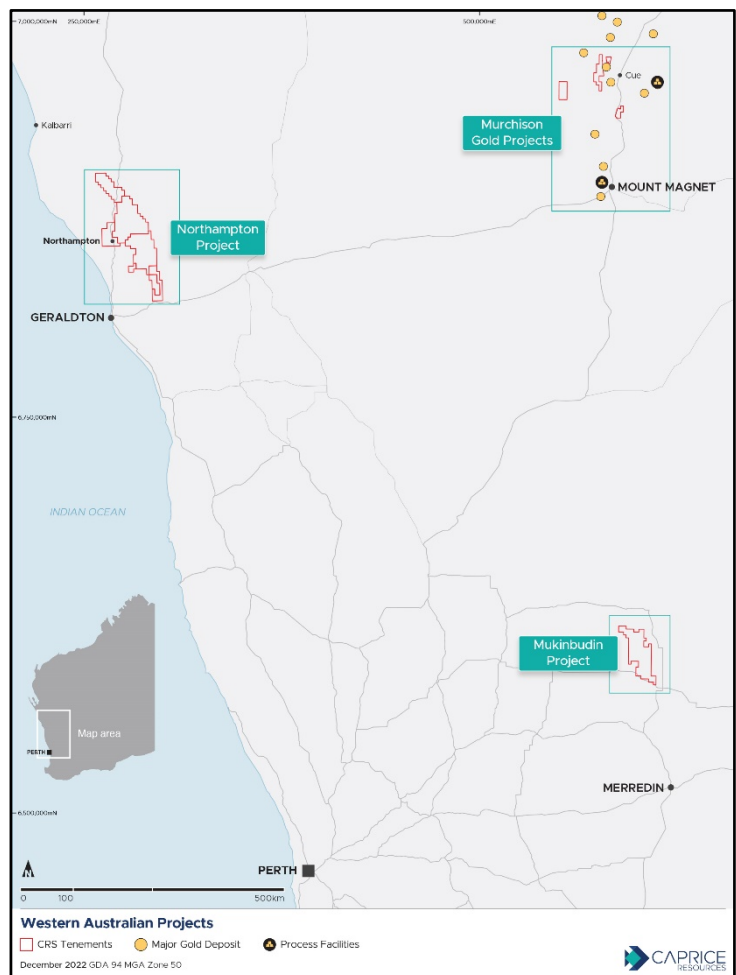 7,000,000mN
250,000mE
500,000mE
Cue
Kalbarri
Murchison
Gold Projects
MOUNT MAGNET
Northampton
Northampton
Project
GERALDTON
6,750,000mN
INDIAN OCEAN
Mukinbudin
Project
Map area
PERTH
MERREDIN
6,500,000mN
PERTH
N
0 100 500km
Western Australian Projects
CRS Tenements Major Gold Deposit Process Facilities
December 2022 GDA 94 MGA Zone 50
CAPRICE
RESOURCES